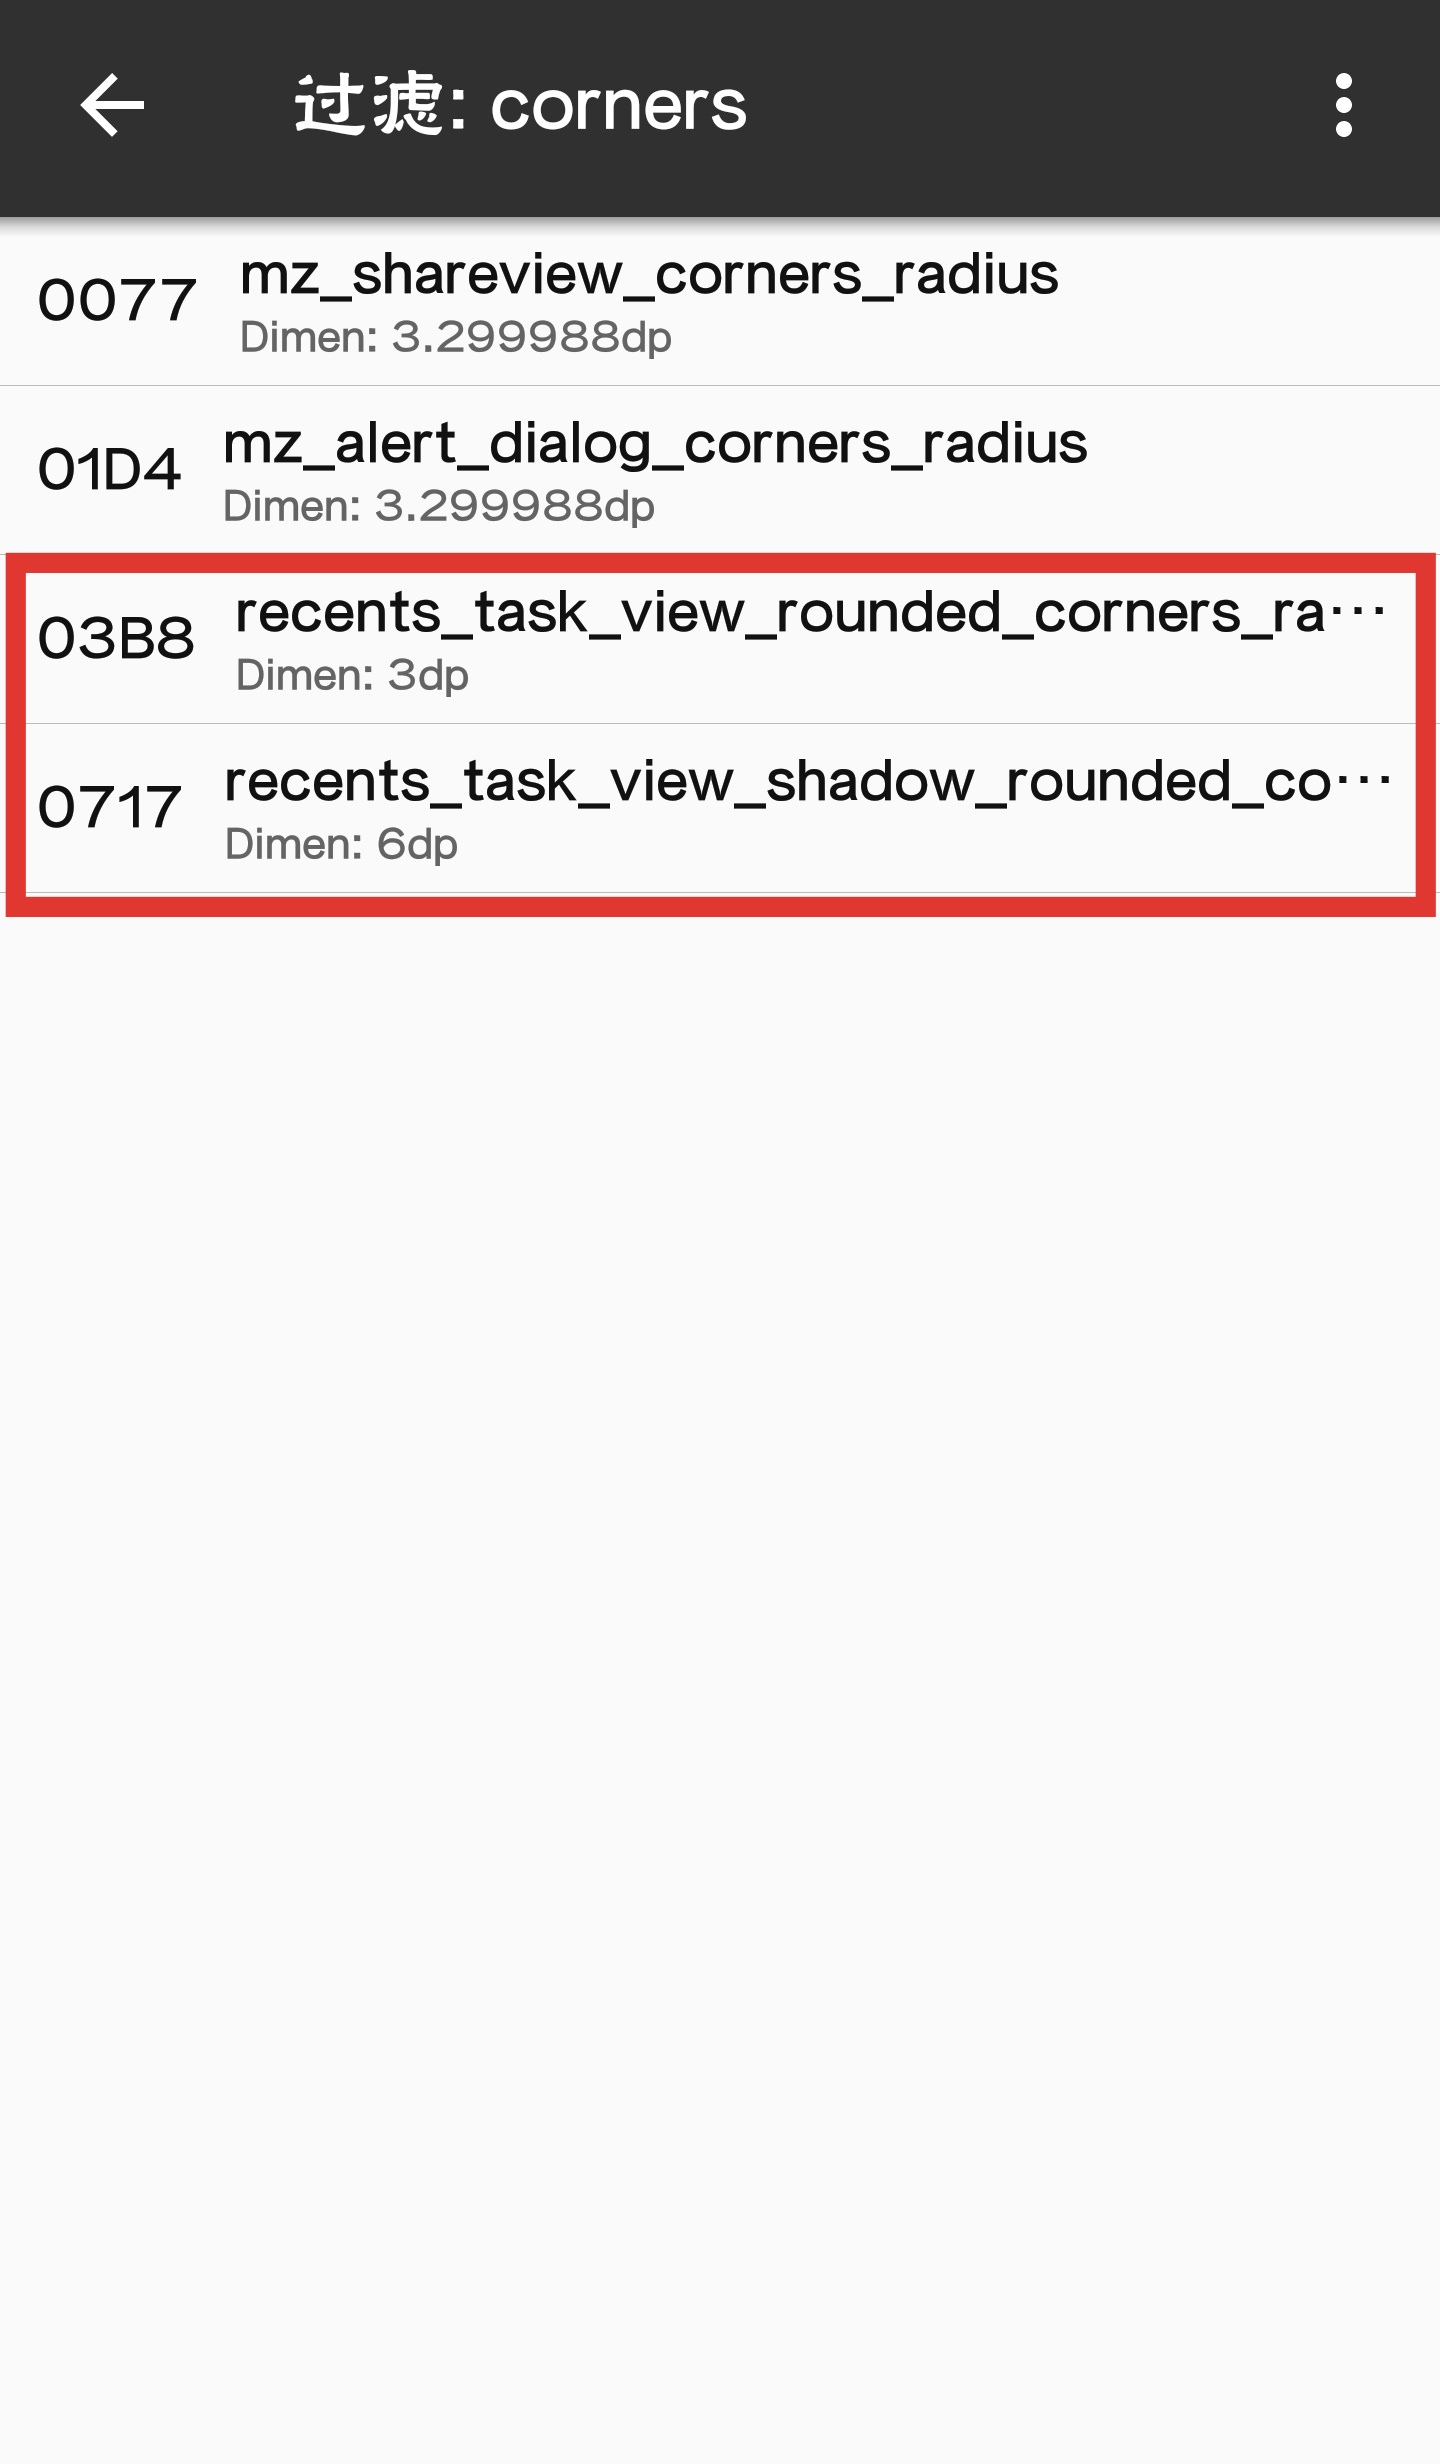 过滤: corners
0077
mz_shareview_corners_radius
Dimen: 3.299988dp
01D4
mz_alert_dialog_corners_radius
Dimen: 3.299988dp
03B8
recents_task_view_rounded_corners_ra…
Dimen: 3dp
0717
recents_task_view_shadow_rounded_co…
Dimen: 6dp